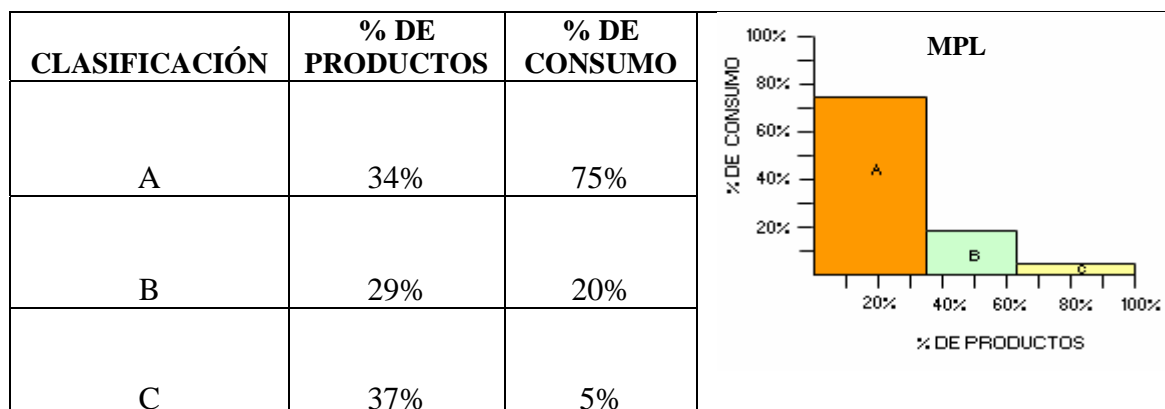 CLASIFICACIÓN % DE PRODUCTOS % DE CONSUMO
A 34% 75%
B 29% 20%
C 37% 5%
MPL
% DE CONSUMO
100%
80%
60%
40%
20%
A
B
C
20% 40% 60% 80% 100%
% DE PRODUCTOS